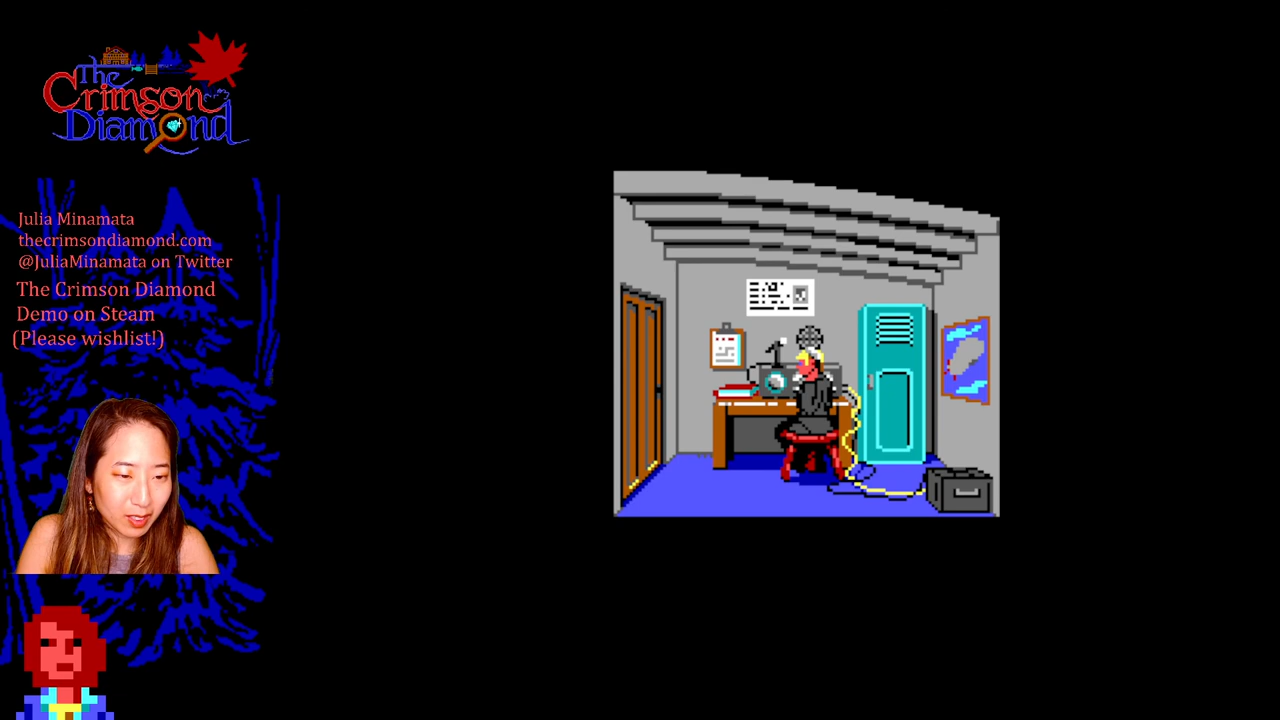 The
Crimson
Diamond
Julia Minamata
thecrimsondiamond.com
@JuliaMinamata on Twitter
The Crimson Diamond
Demo on Steam
(Please wishlist!)